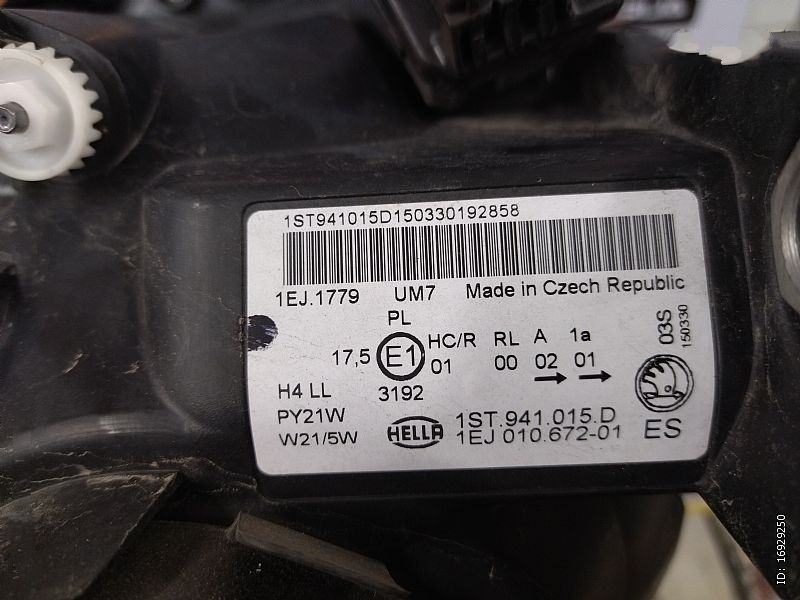 1ST941015D150330192858
1EJ.1779 UM7 Made in Czech Republic
PL
17,5 E1 HC/R RL A 1a
01 00 02 01
03S
150330
H4 LL 3192
PY21W
W21/5W HELLA 1ST.941.015.D
1EJ 010.672-01 ES
ID: 16929250